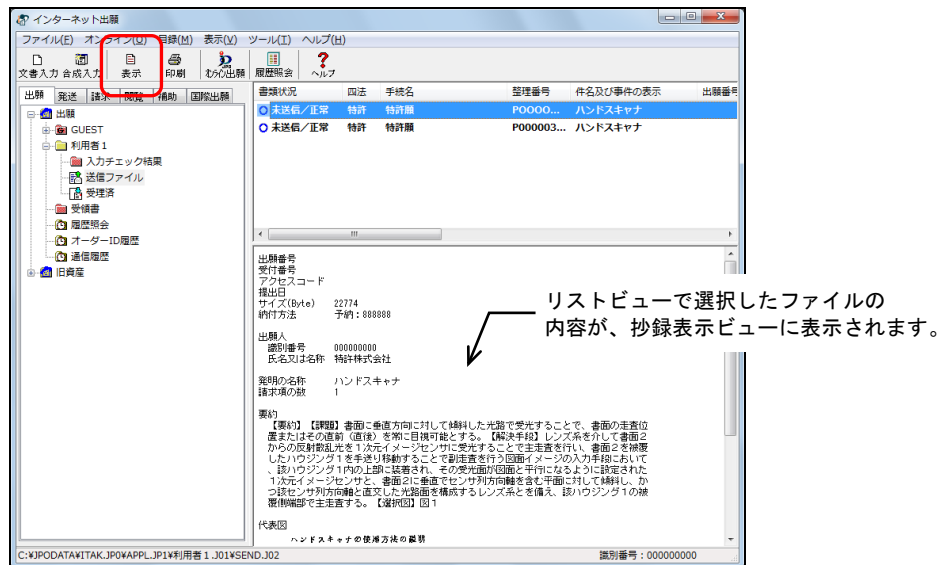 インターネット出願
ファイル(F) オンライン(O) 目録(M) 表示(V) ツール(T) ヘルプ(H)
文書入力 合成入力 表示 印刷 オンライン出願 履歴照会 ヘルプ
出願 発送 請求 閲覧 補助 国際出願
出願
GUEST
利用者1
入力チェック結果
送信ファイル
受理済
受領書
履歴照会
オーダーID履歴
通信履歴
旧資産
書類状況 四法 手続名 整理番号 件名及び事件の表示 出願番号
未送信/正常 特許 特許願 P0000... ハンドスキャナ
未送信/正常 特許 特許願 P000003... ハンドスキャナ
出願番号
受付番号
アクセスコード
提出日
サイズ(Byte) 22774
納付方法 予納:888888
出願人
識別番号 000000000
氏名又は名称 特許株式会社
発明の名称 ハンドスキャナ
請求項の数 1
要約
【要約】【課題】書面に垂直方向に対して傾斜した光路で受光することで、書面の走査位
置またはその直前(直後)を常に目視可能とする。【解決手段】レンズ系を介して書面2
からの反射散乱光を1次元イメージセンサに受光することで主走査を行い、書面2を被覆
したハウジング1を手送り移動することで副走査を行う図面イメージの入力手段において
、該ハウジング1内の上部に装着され、その受光面が図面と平行になるように設定された
1次元イメージセンサと、書面2に垂直でセンサ列方向軸を含む平面に対して傾斜し、か
つ該センサ列方向軸と直交した光路面を構成するレンズ系とを備え、該ハウジング1の被
覆側端部で主走査する。【選択図】図1
代表図
ハンドスキャナの使用方法の説明
リストビューで選択したファイルの
内容が、抄録表示ビューに表示されます。
C:¥JPODATA¥ITAK.JP0¥APPL.JP1¥利用者1.J01¥SEND.J02
識別番号:000000000